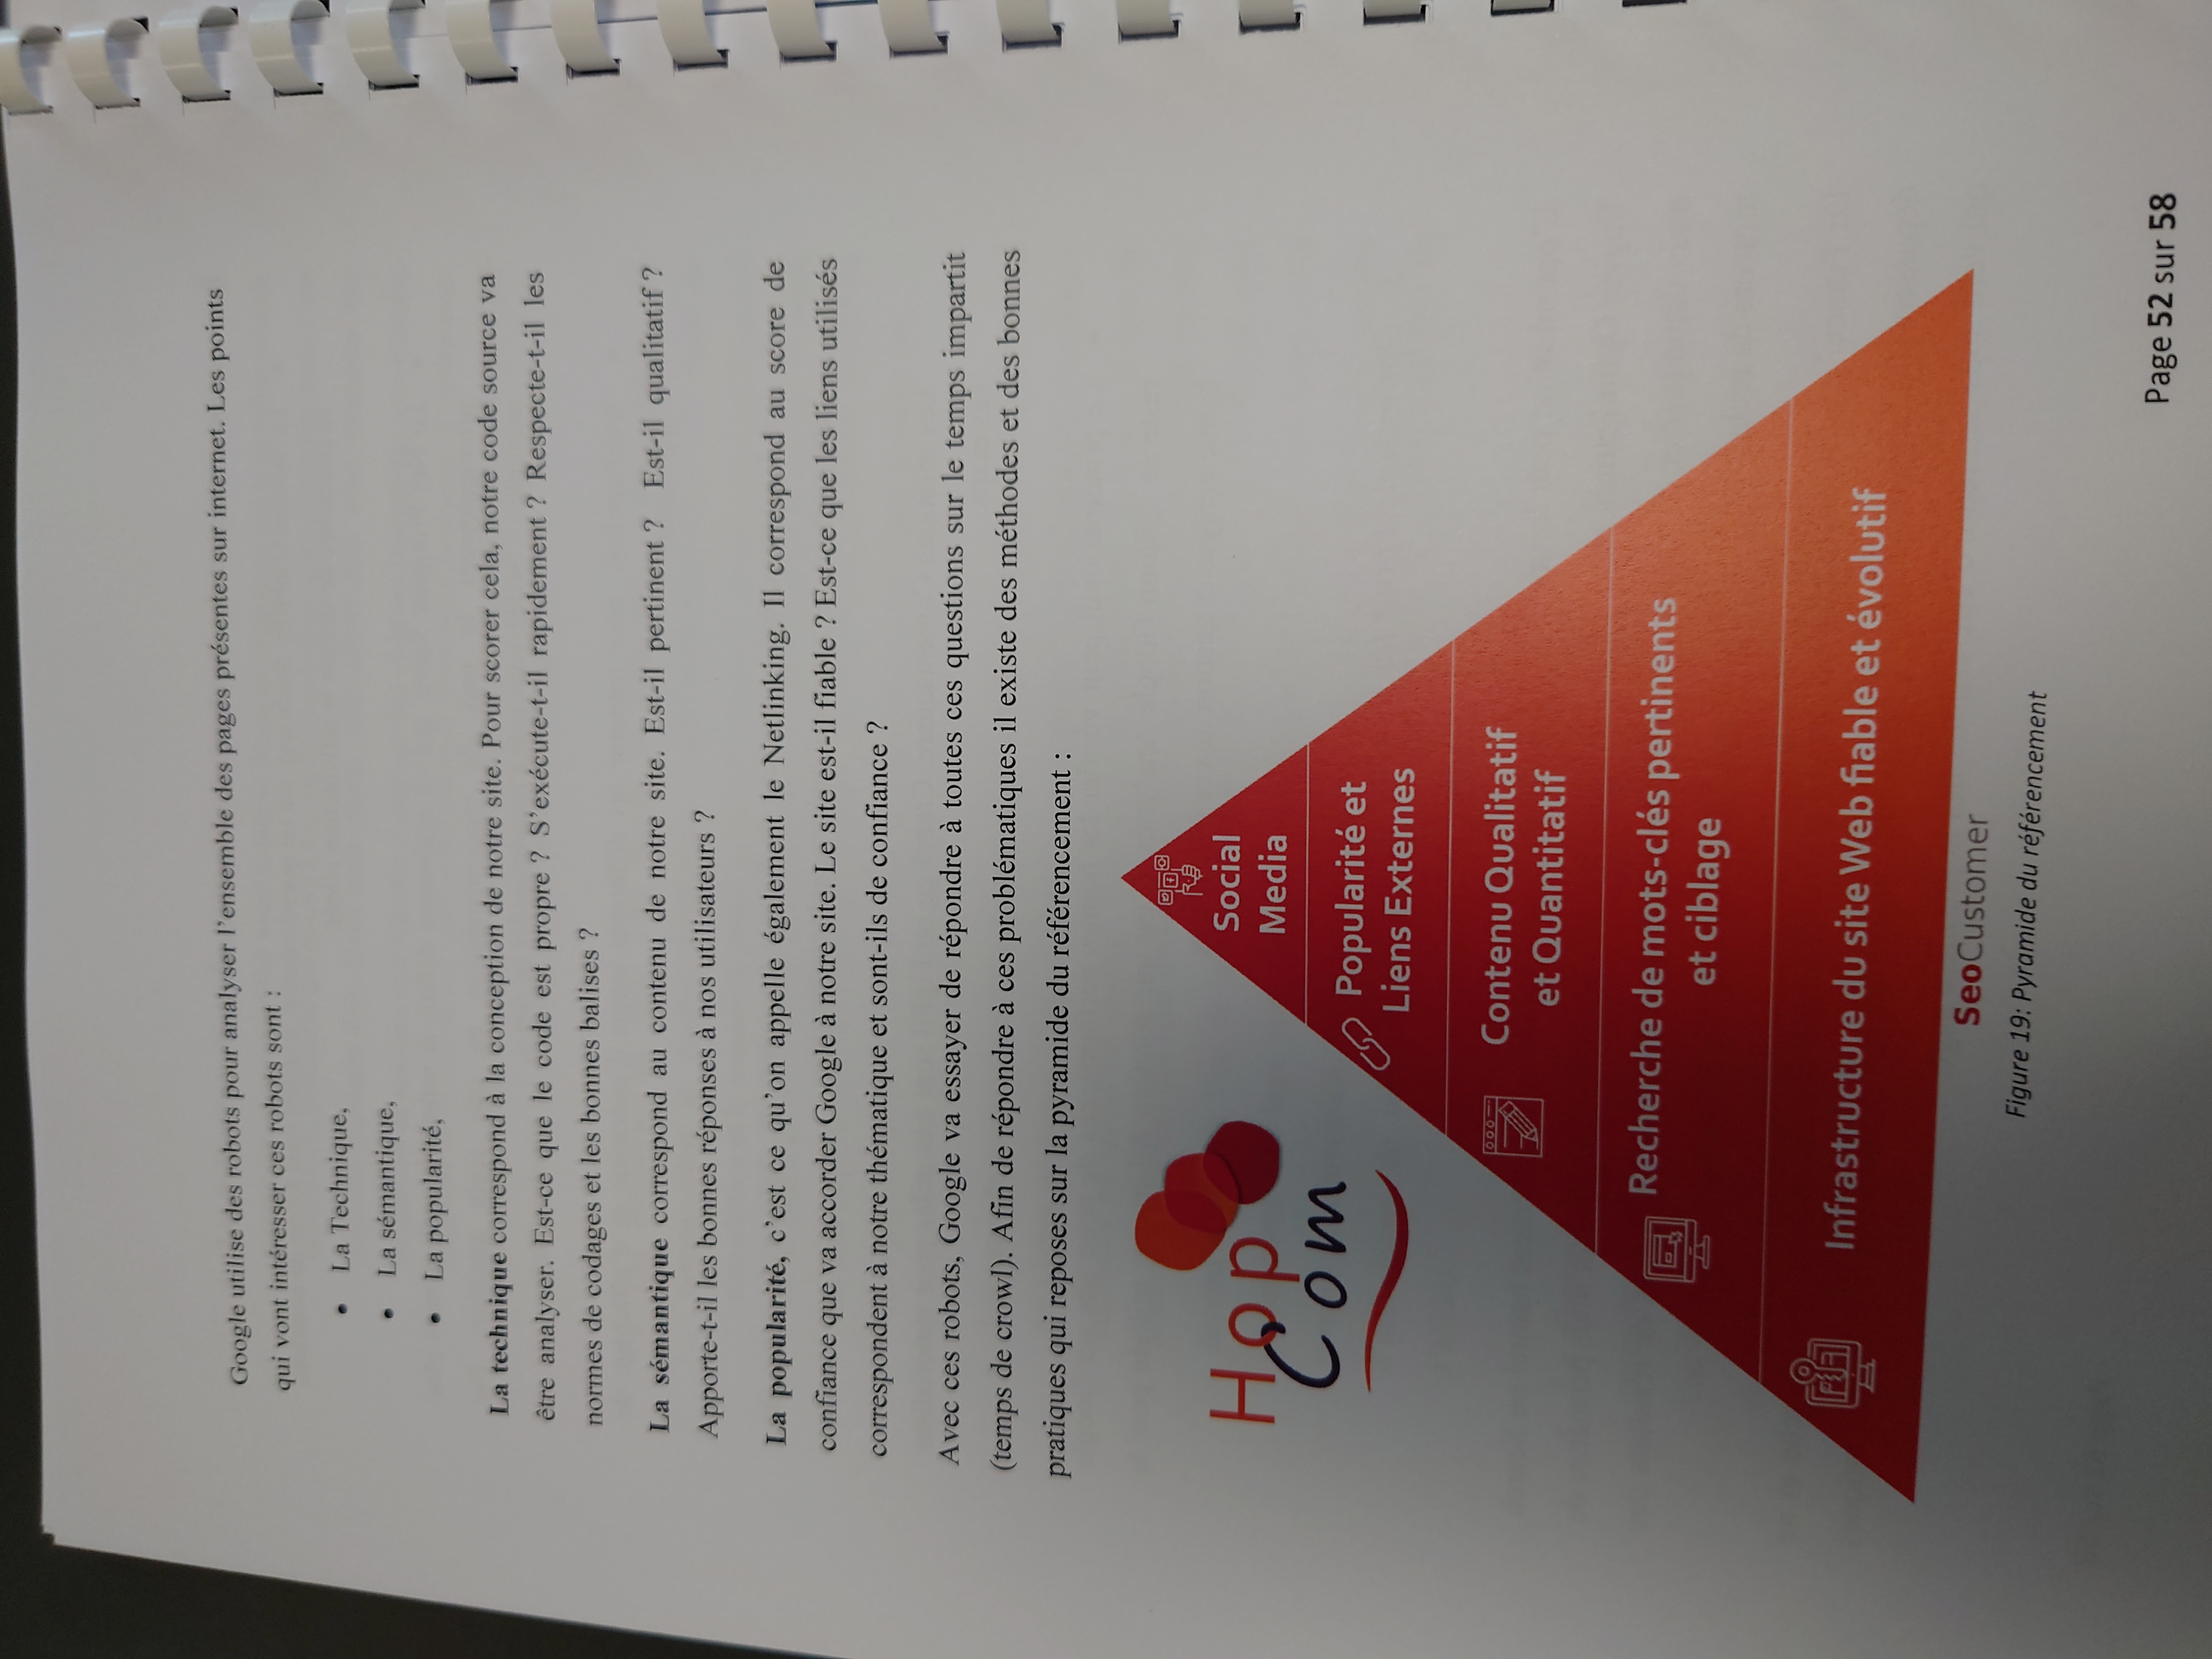 Google utilise des robots pour analyser l'ensemble des pages présentes sur internet. Les points
qui vont intéresser ces robots sont :
• La Technique,
• La sémantique,
• La popularité,
La technique correspond à la conception de notre site. Pour scorer cela, notre code source va
être analyser. Est-ce que le code est propre ? S'exécute-t-il rapidement ? Respecte-t-il les
normes de codages et les bonnes balises ?
La sémantique correspond au contenu de notre site. Est-il pertinent ? Est-il qualitatif ?
Apporte-t-il les bonnes réponses à nos utilisateurs ?
La popularité, c'est ce qu'on appelle également le Netlinking. Il correspond au score de
confiance que va accorder Google à notre site. Le site est-il fiable ? Est-ce que les liens utilisés
correspondent à notre thématique et sont-ils de confiance ?
Avec ces robots, Google va essayer de répondre à toutes ces questions sur le temps impartit
(temps de crowl). Afin de répondre à ces problématiques il existe des méthodes et des bonnes
pratiques qui reposes sur la pyramide du référencement :
Hop
Com
Social
Media
Popularité et
Liens Externes
Contenu Qualitatif
et Quantitatif
Recherche de mots-clés pertinents
et ciblage
Infrastructure du site Web fiable et évolutif
SeoCustomer
Figure 19: Pyramide du référencement
Page 52 sur 58